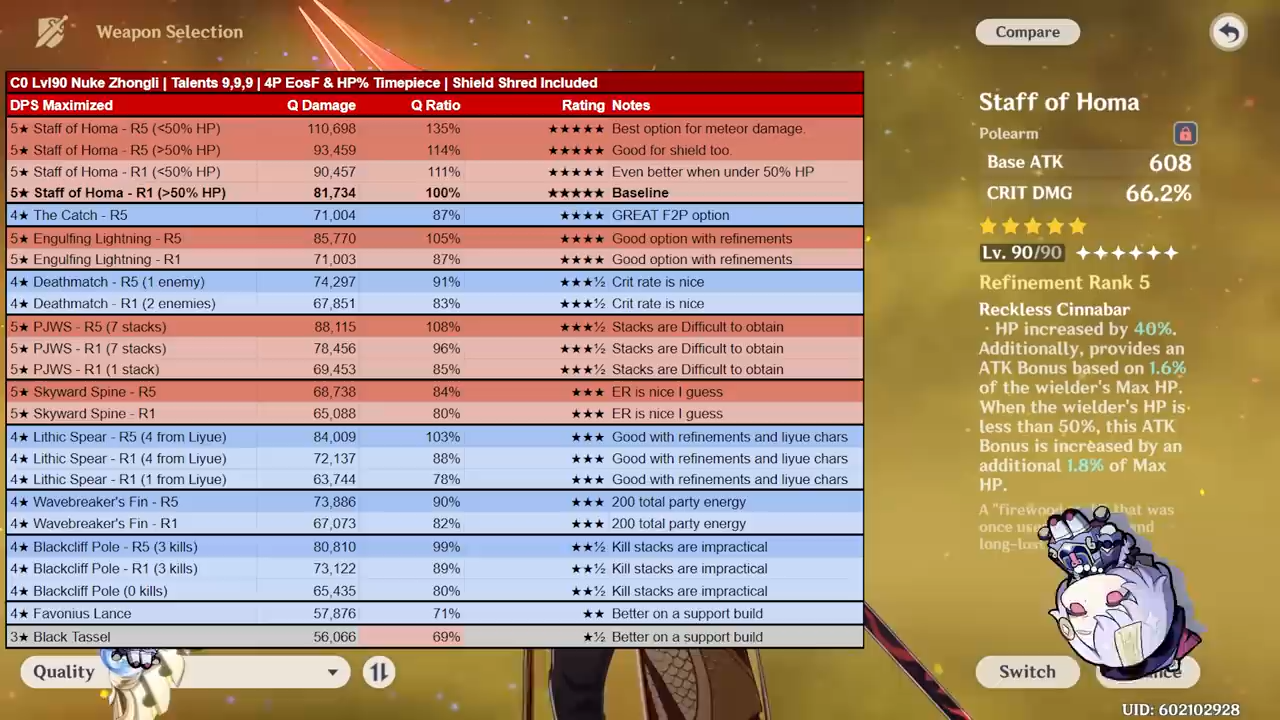 Weapon Selection
Compare
C0 Lvl90 Nuke Zhongli | Talents 9,9,9 | 4P EosF & HP% Timepiece | Shield Shred Included
DPS Maximized Q Damage Q Ratio Rating Notes
5★ Staff of Homa - R5 (<50% HP) 110,698 135% ★★★★★ Best option for meteor damage.
5★ Staff of Homa - R5 (>50% HP) 93,459 114% ★★★★★ Good for shield too.
5★ Staff of Homa - R1 (<50% HP) 90,457 111% ★★★★★ Even better when under 50% HP
5★ Staff of Homa - R1 (>50% HP) 81,734 100% ★★★★★ Baseline
4★ The Catch - R5 71,004 87% ★★★★ GREAT F2P option
5★ Engulfing Lightning - R5 85,770 105% ★★★★ Good option with refinements
5★ Engulfing Lightning - R1 71,003 87% ★★★★ Good option with refinements
4★ Deathmatch - R5 (1 enemy) 74,297 91% ★★★½ Crit rate is nice
4★ Deathmatch - R1 (2 enemies) 67,851 83% ★★★½ Crit rate is nice
5★ PJWS - R5 (7 stacks) 88,115 108% ★★★½ Stacks are Difficult to obtain
5★ PJWS - R1 (7 stacks) 78,456 96% ★★★½ Stacks are Difficult to obtain
5★ PJWS - R1 (1 stack) 69,453 85% ★★★½ Stacks are Difficult to obtain
5★ Skyward Spine - R5 68,738 84% ★★★ ER is nice I guess
5★ Skyward Spine - R1 65,088 80% ★★★ ER is nice I guess
4★ Lithic Spear - R5 (4 from Liyue) 84,009 103% ★★★ Good with refinements and liyue chars
4★ Lithic Spear - R1 (4 from Liyue) 72,137 88% ★★★ Good with refinements and liyue chars
4★ Lithic Spear - R1 (1 from Liyue) 63,744 78% ★★★ Good with refinements and liyue chars
4★ Wavebreaker's Fin - R5 73,886 90% ★★★ 200 total party energy
4★ Wavebreaker's Fin - R1 67,073 82% ★★★ 200 total party energy
4★ Blackcliff Pole - R5 (3 kills) 80,810 99% ★★½ Kill stacks are impractical
4★ Blackcliff Pole - R1 (3 kills) 73,122 89% ★★½ Kill stacks are impractical
4★ Blackcliff Pole (0 kills) 65,435 80% ★★½ Kill stacks are impractical
4★ Favonius Lance 57,876 71% ★★ Better on a support build
3★ Black Tassel 56,066 69% ★½ Better on a support build
Quality
Staff of Homa
Polearm
Base ATK 608
CRIT DMG 66.2%
★★★★★
Lv. 90/90
Refinement Rank 5
Reckless Cinnabar
· HP increased by 40%.
Additionally, provides an
ATK Bonus based on 1.6%
of the wielder's Max HP.
When the wielder's HP is
less than 50%, this ATK
Bonus is increased by an
additional 1.8% of Max
HP.
that was
once and
Switch
UID: 602102928